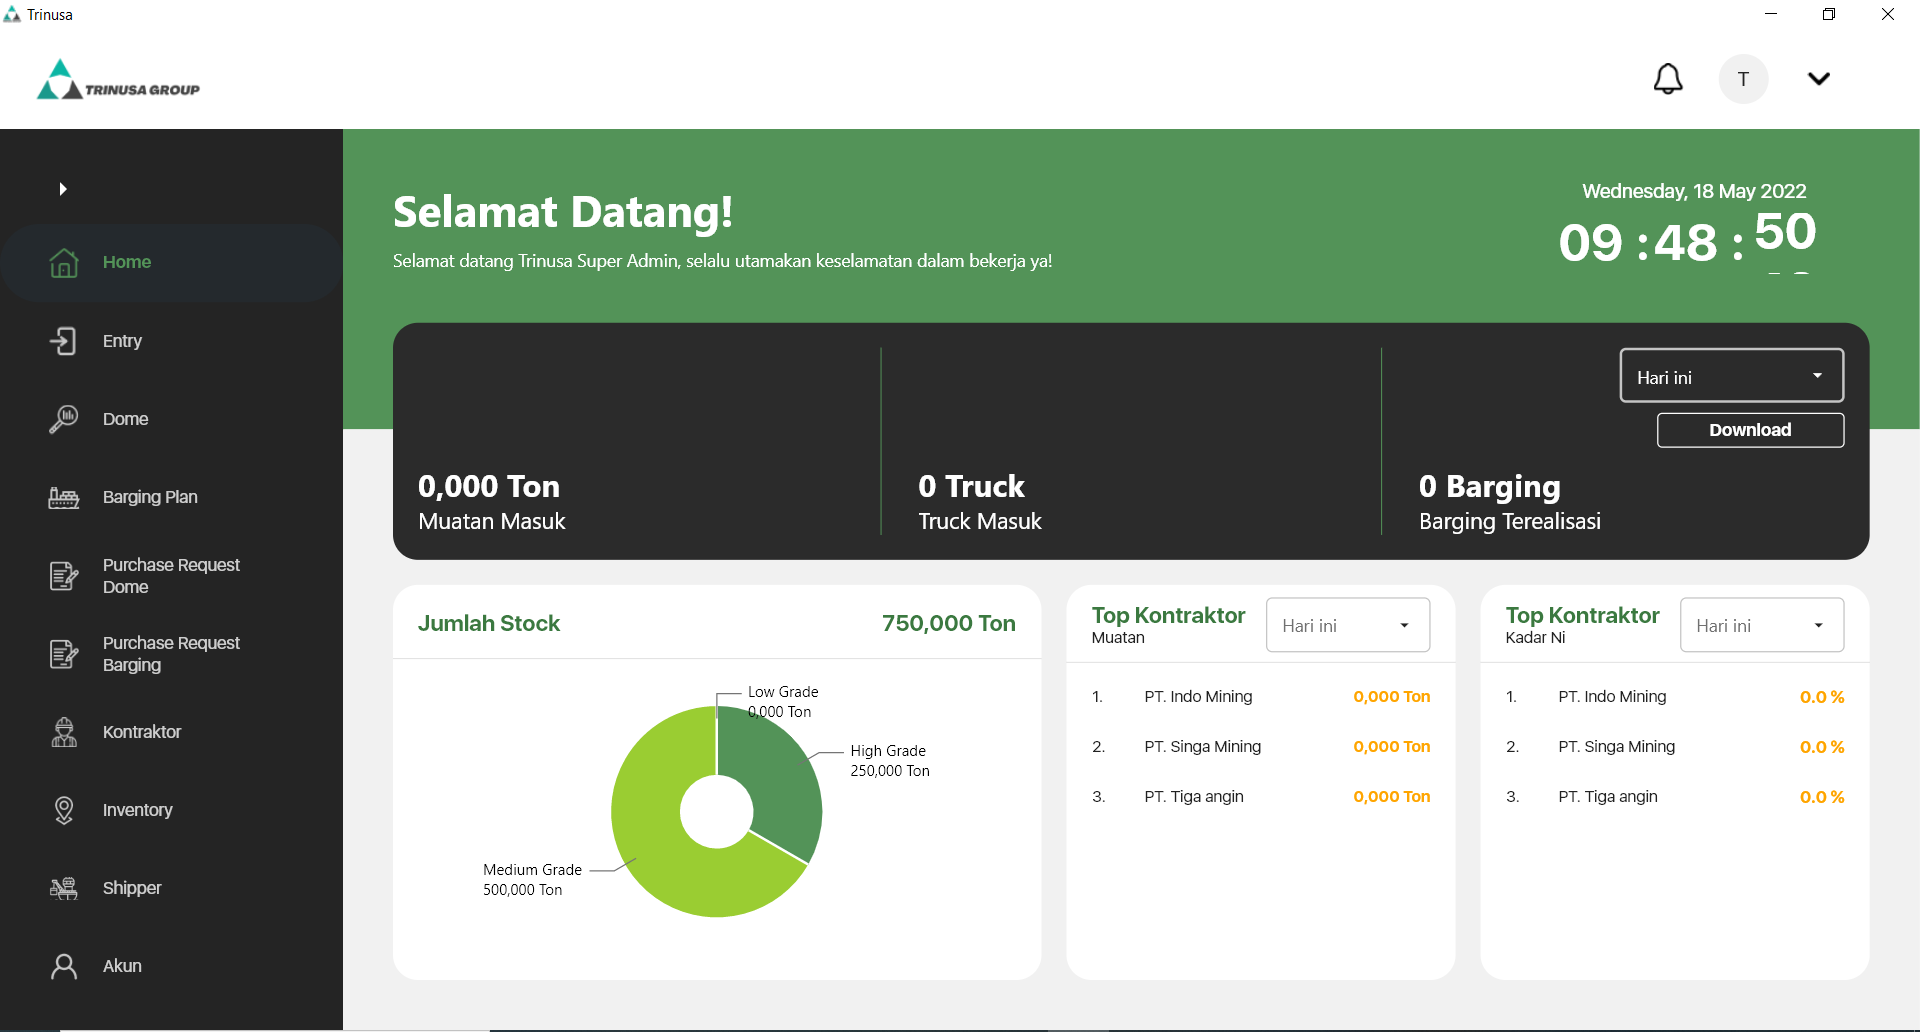 Trinusa
TRINUSA GROUP
T
Home
Entry
Dome
Barging Plan
Purchase Request
Dome
Purchase Request
Barging
Kontraktor
Inventory
Shipper
Akun
Selamat Datang!
Selamat datang Trinusa Super Admin, selalu utamakan keselamatan dalam bekerja ya!
Wednesday, 18 May 2022
09 : 48 : 50
Hari ini
Download
0,000 Ton
Muatan Masuk
0 Truck
Truck Masuk
0 Barging
Barging Terealisasi
Jumlah Stock 750,000 Ton
Low Grade
0,000 Ton
High Grade
250,000 Ton
Medium Grade
500,000 Ton
Top Kontraktor
Muatan
Hari ini
1. PT. Indo Mining 0,000 Ton
2. PT. Singa Mining 0,000 Ton
3. PT. Tiga angin 0,000 Ton
Top Kontraktor
Kadar Ni
Hari ini
1. PT. Indo Mining 0.0 %
2. PT. Singa Mining 0.0 %
3. PT. Tiga angin 0.0 %